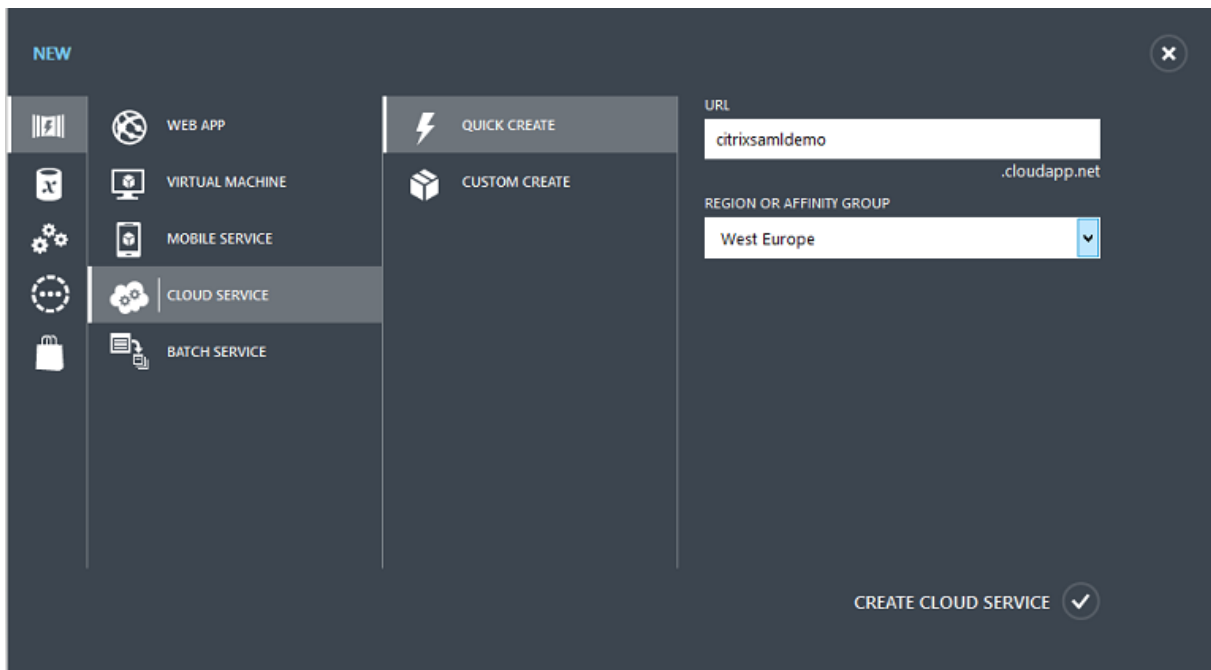 NEW
WEB APP
VIRTUAL MACHINE
MOBILE SERVICE
CLOUD SERVICE
BATCH SERVICE
QUICK CREATE
CUSTOM CREATE
URL
citrixsamldemo
.cloudapp.net
REGION OR AFFINITY GROUP
West Europe
CREATE CLOUD SERVICE